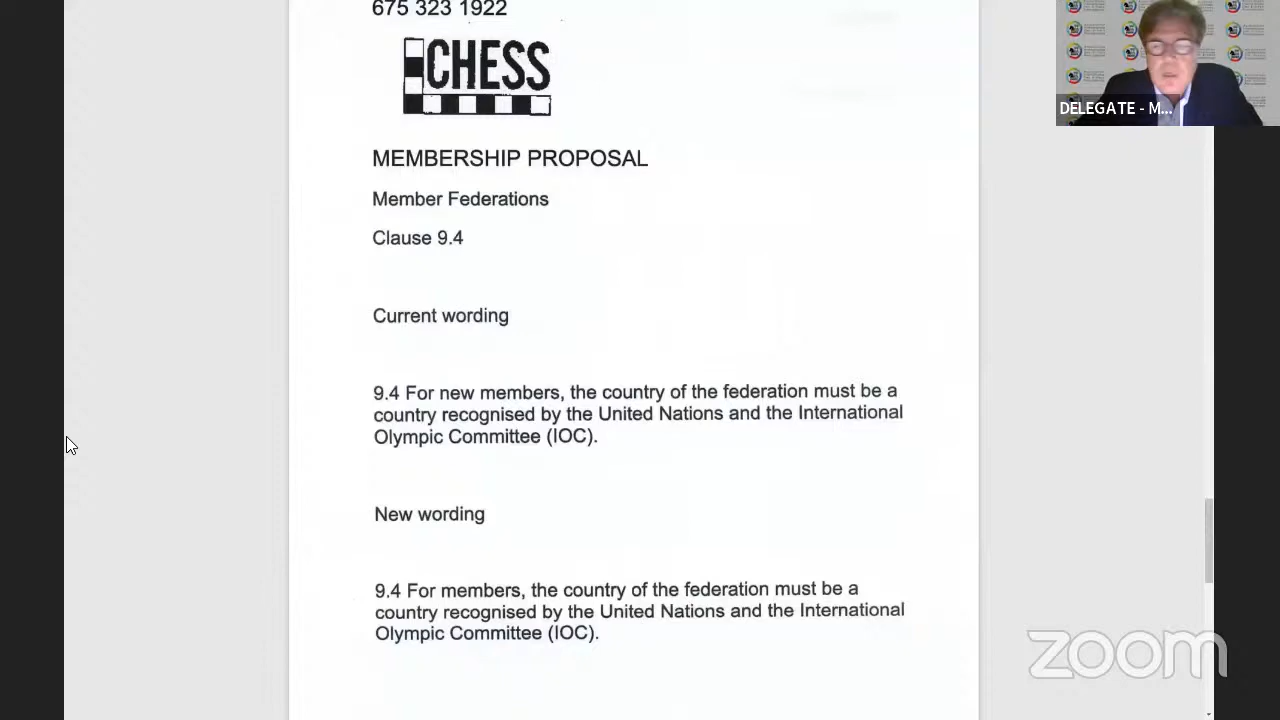 675 323 1922
CHESS
DELEGATE - M...
MEMBERSHIP PROPOSAL
Member Federations
Clause 9.4
Current wording
9.4 For new members, the country of the federation must be a
country recognised by the United Nations and the International
Olympic Committee (IOC).
New wording
9.4 For members, the country of the federation must be a
country recognised by the United Nations and the International
Olympic Committee (IOC).
zoom